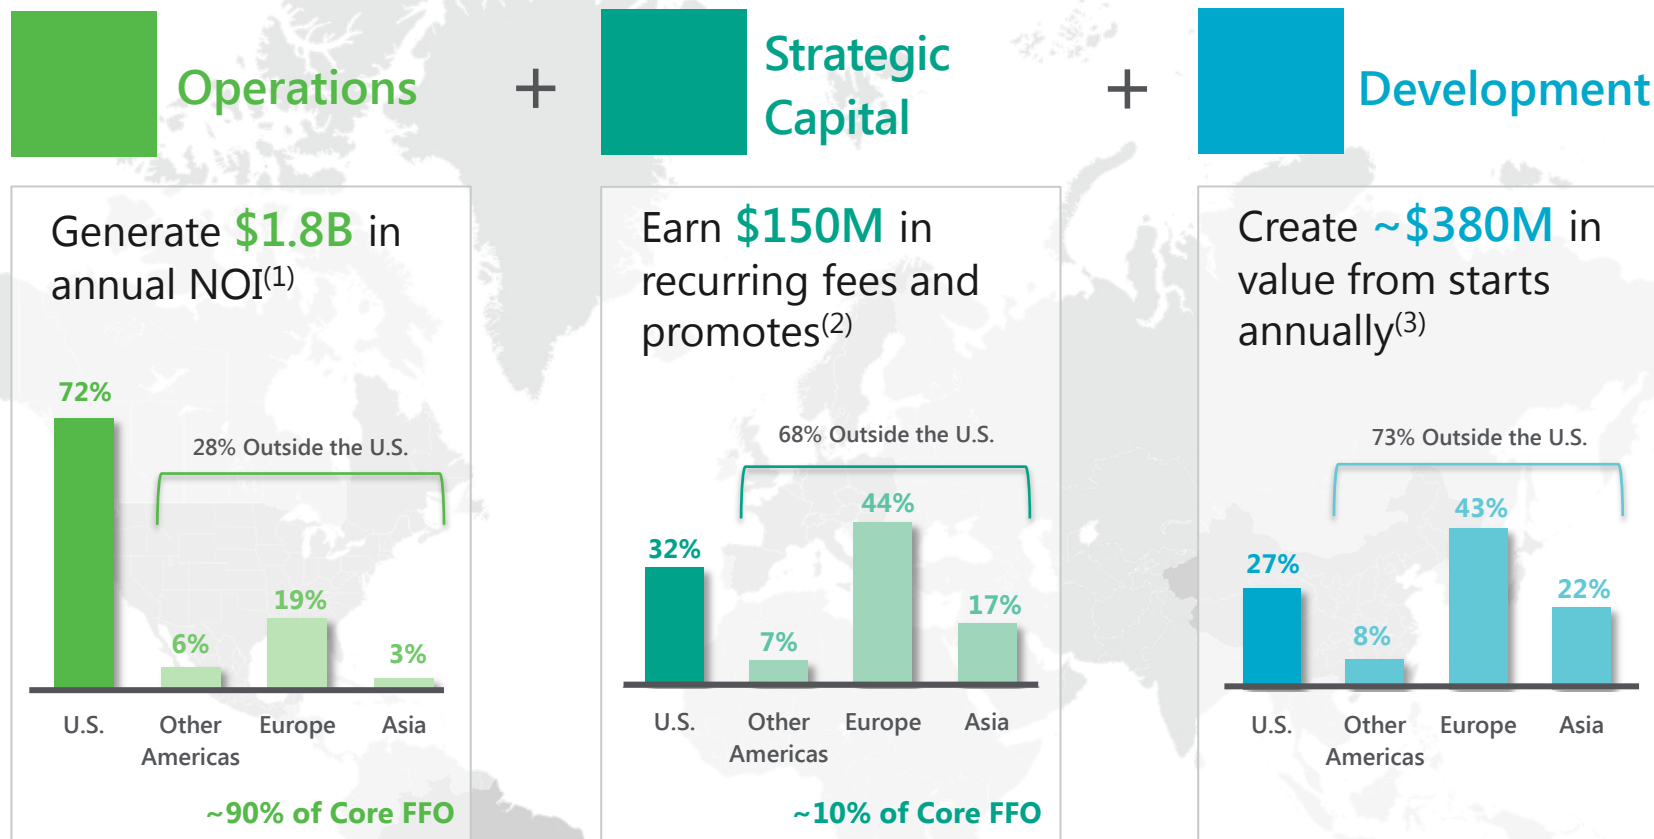 Operations
+
Strategic
Capital
+
Development
Generate $1.8B in
annual NOI(1)
72%
28% Outside the U.S.
6%
19%
3%
U.S.
Other
Americas
Europe
Asia
~90% of Core FFO
Earn $150M in
recurring fees and
promotes(2)
68% Outside the U.S.
32%
7%
44%
17%
U.S.
Other
Americas
Europe
Asia
~10% of Core FFO
Create ~$380M in
value from starts
annually(3)
73% Outside the U.S.
27%
8%
43%
22%
U.S.
Other
Americas
Europe
Asia